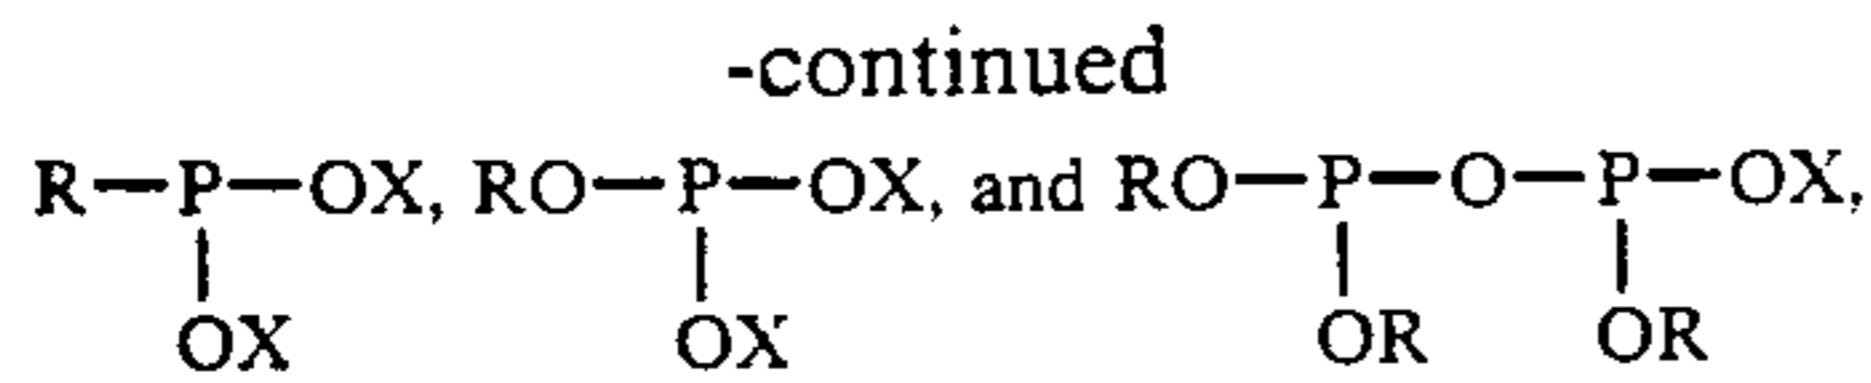 -continued
R—P—OX, RO—P—OX, and RO—P—O—P—OX,
OX OX OR OR